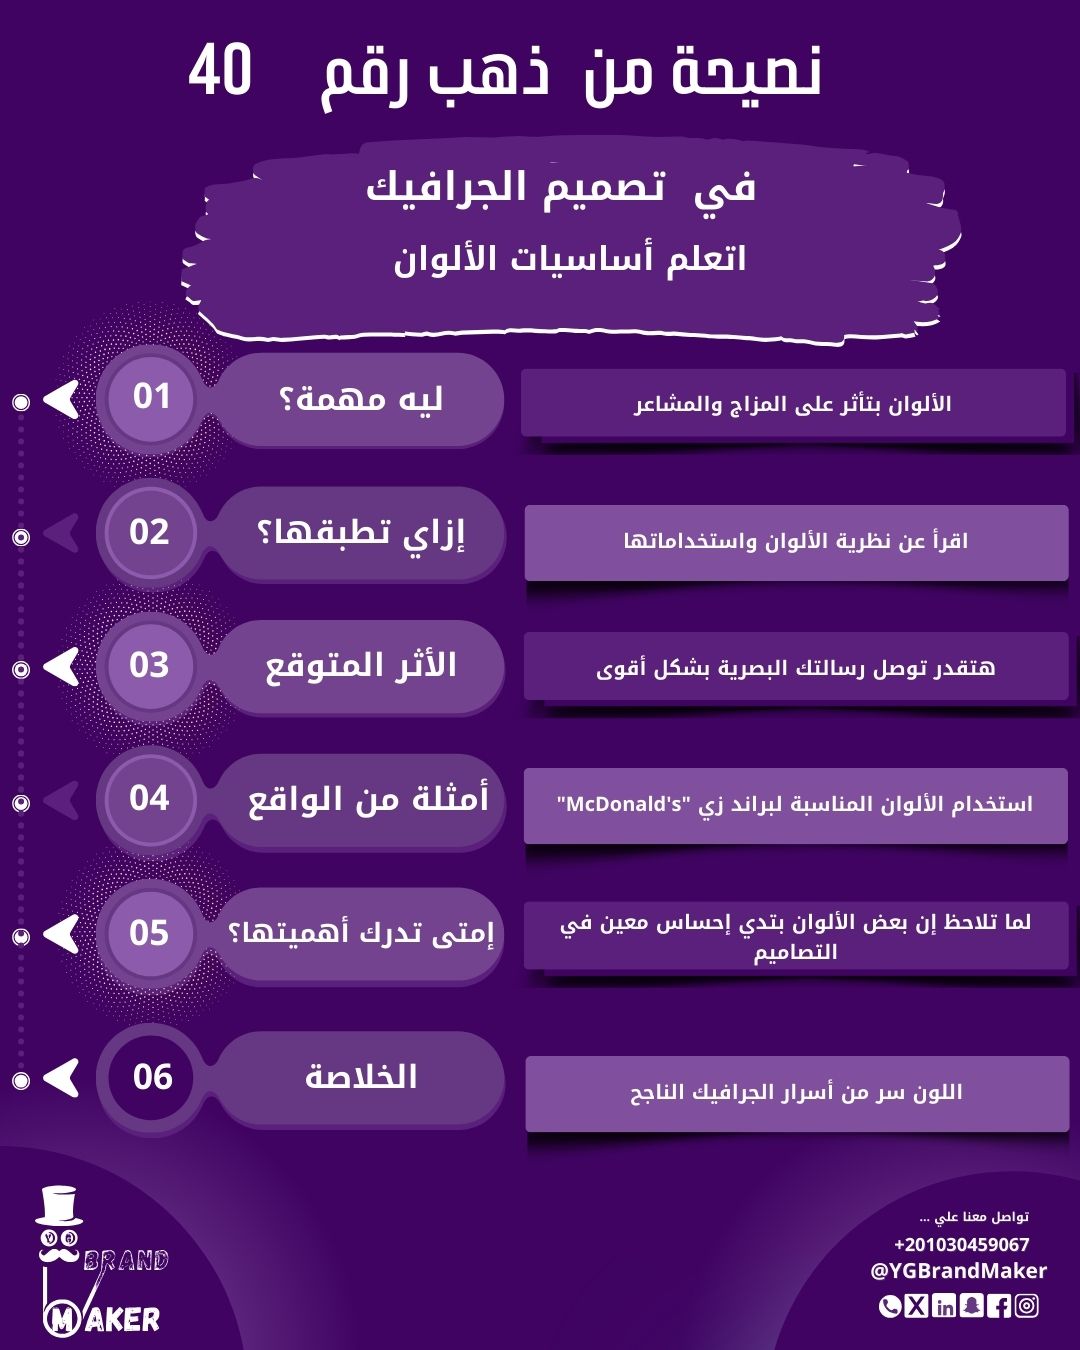 نصيحة من ذهب رقم 40
في تصميم الجرافيك
اتعلم أساسيات الألوان
01
ليه مهمة؟
الألوان بتأثر على المزاج والمشاعر
02
إزاي تطبقها؟
اقرأ عن نظرية الألوان واستخداماتها
03
الأثر المتوقع
هتقدر توصل رسالتك البصرية بشكل أقوى
04
أمثلة من الواقع
استخدام الألوان المناسبة لبراند زي "McDonald's"
05
إمتى تدرك أهميتها؟
لما تلاحظ إن بعض الألوان بتدي إحساس معين في
التصاميم
06
الخلاصة
اللون سر من أسرار الجرافيك الناجح
YG
BRAND
MAKER
تواصل معنا علي ...
+201030459067
@YGBrandMaker